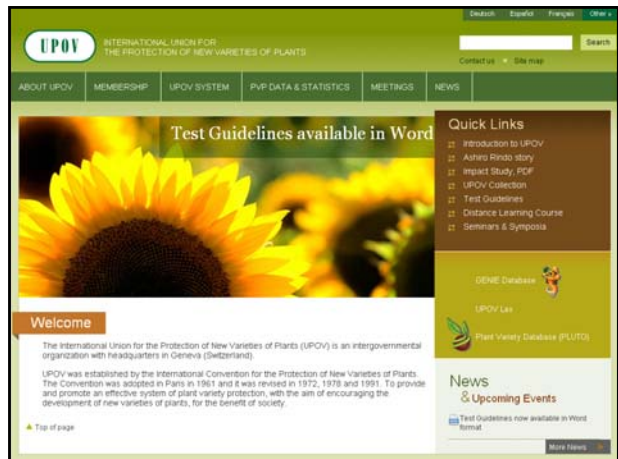 Deutsch Español Français Other
UPOV
INTERNATIONAL UNION FOR
THE PROTECTION OF NEW VARIETIES OF PLANTS
Search
Contact us Site map
ABOUT UPOV MEMBERSHIP UPOV SYSTEM PVP DATA & STATISTICS MEETINGS NEWS
Test Guidelines available in Word
Quick Links
Introduction to UPOV
Ashiro Rindo story
Impact Study, PDF
UPOV Collection
Test Guidelines
Distance Learning Course
Seminars & Symposia
GENIE Database
UPOV Lex
Plant Variety Database (PLUTO)
Welcome
The International Union for the Protection of New Varieties of Plants (UPOV) is an intergovernmental
organization with headquarters in Geneva (Switzerland).
UPOV was established by the International Convention for the Protection of New Varieties of Plants.
The Convention was adopted in Paris in 1961 and it was revised in 1972, 1978 and 1991. To provide
and promote an effective system of plant variety protection, with the aim of encouraging the
development of new varieties of plants, for the benefit of society.
Top of page
News
& Upcoming Events
Test Guidelines now available in Word
format
More News